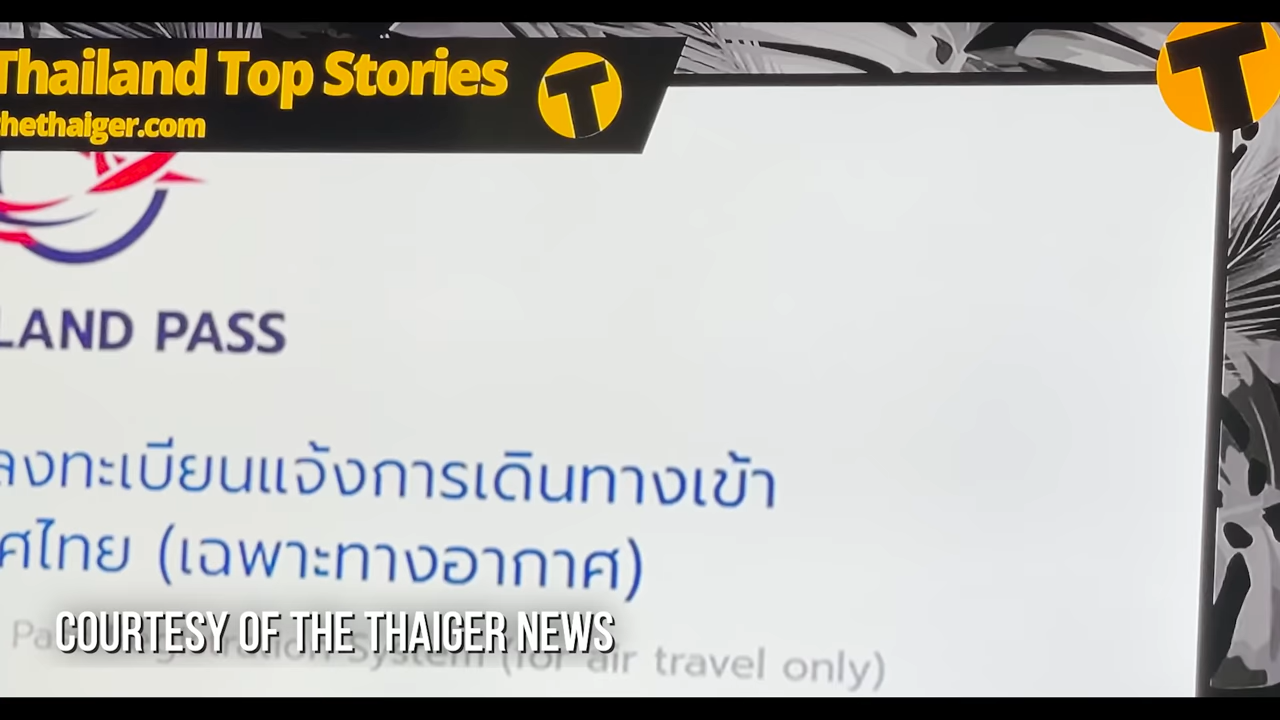 Thailand Top Stories
thethaiger.com
T
T
LAND PASS
ลงทะเบียนแจ้งการเดินทางเข้า
ศไทย (เฉพาะทางอากาศ)
COURTESY OF THE THAIGER NEWS
System (for air travel only)